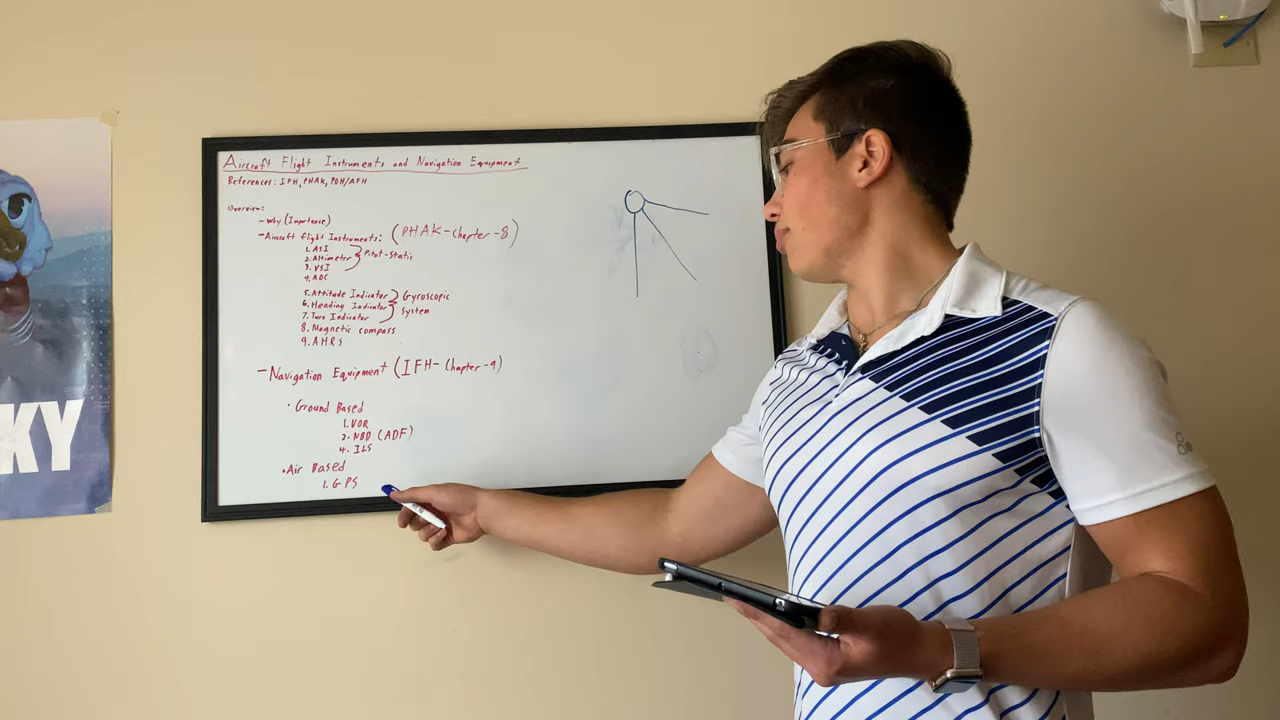 Aircraft Flight Instruments and Navigation Equipment
References: IFH, PHAK, POH/AFH
Overview:
- Why (Importance)
- Aircraft flight Instruments: (PHAK-Chapter-8)
1. ASI
2. Altimeter
3. VSI
Pitot-Static
4. AOC
5. Attitude Indicator
6. Heading Indicator
7. Turn Indicator
Gyroscopic
System
8. Magnetic compass
9. AHRS
- Navigation Equipment (IFH- Chapter-9)
· Ground Based
1. VOR
2. NBD (ADF)
4. ILS
· Air Based
1. GPS
KY